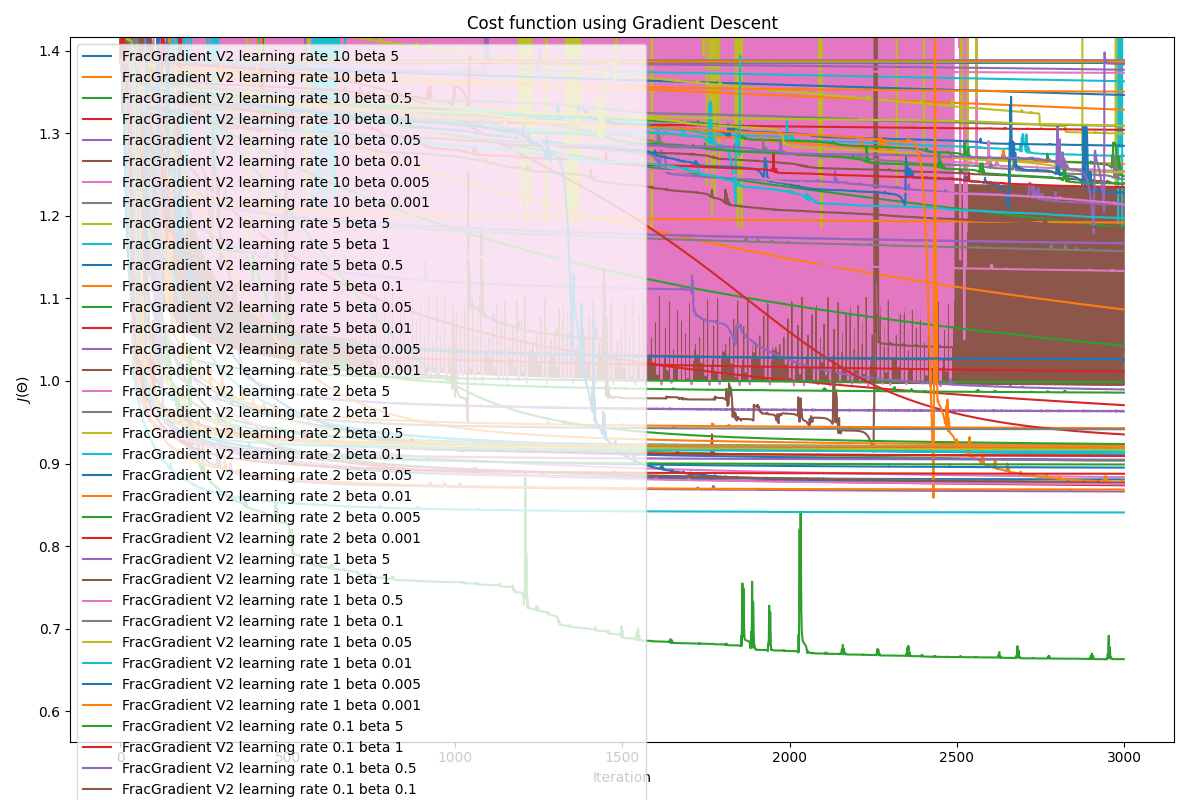 Cost function using Gradient Descent
1.4
1.3
1.2
1.1
1.0
0.9
0.8
0.7
0.6
J(Θ)
FracGradient V2 learning rate 10 beta 5
FracGradient V2 learning rate 10 beta 1
FracGradient V2 learning rate 10 beta 0.5
FracGradient V2 learning rate 10 beta 0.1
FracGradient V2 learning rate 10 beta 0.05
FracGradient V2 learning rate 10 beta 0.01
FracGradient V2 learning rate 10 beta 0.005
FracGradient V2 learning rate 10 beta 0.001
FracGradient V2 learning rate 5 beta 5
FracGradient V2 learning rate 5 beta 1
FracGradient V2 learning rate 5 beta 0.5
FracGradient V2 learning rate 5 beta 0.1
FracGradient V2 learning rate 5 beta 0.05
FracGradient V2 learning rate 5 beta 0.01
FracGradient V2 learning rate 5 beta 0.005
FracGradient V2 learning rate 5 beta 0.001
FracGradient V2 learning rate 2 beta 5
FracGradient V2 learning rate 2 beta 1
FracGradient V2 learning rate 2 beta 0.5
FracGradient V2 learning rate 2 beta 0.1
FracGradient V2 learning rate 2 beta 0.05
FracGradient V2 learning rate 2 beta 0.01
FracGradient V2 learning rate 2 beta 0.005
FracGradient V2 learning rate 2 beta 0.001
FracGradient V2 learning rate 1 beta 5
FracGradient V2 learning rate 1 beta 1
FracGradient V2 learning rate 1 beta 0.5
FracGradient V2 learning rate 1 beta 0.1
FracGradient V2 learning rate 1 beta 0.05
FracGradient V2 learning rate 1 beta 0.01
FracGradient V2 learning rate 1 beta 0.005
FracGradient V2 learning rate 1 beta 0.001
FracGradient V2 learning rate 0.1 beta 5
FracGradient V2 learning rate 0.1 beta 1
FracGradient V2 learning rate 0.1 beta 0.5
FracGradient V2 learning rate 0.1 beta 0.1
0 500 1000 1500 2000 2500 3000
Iteration